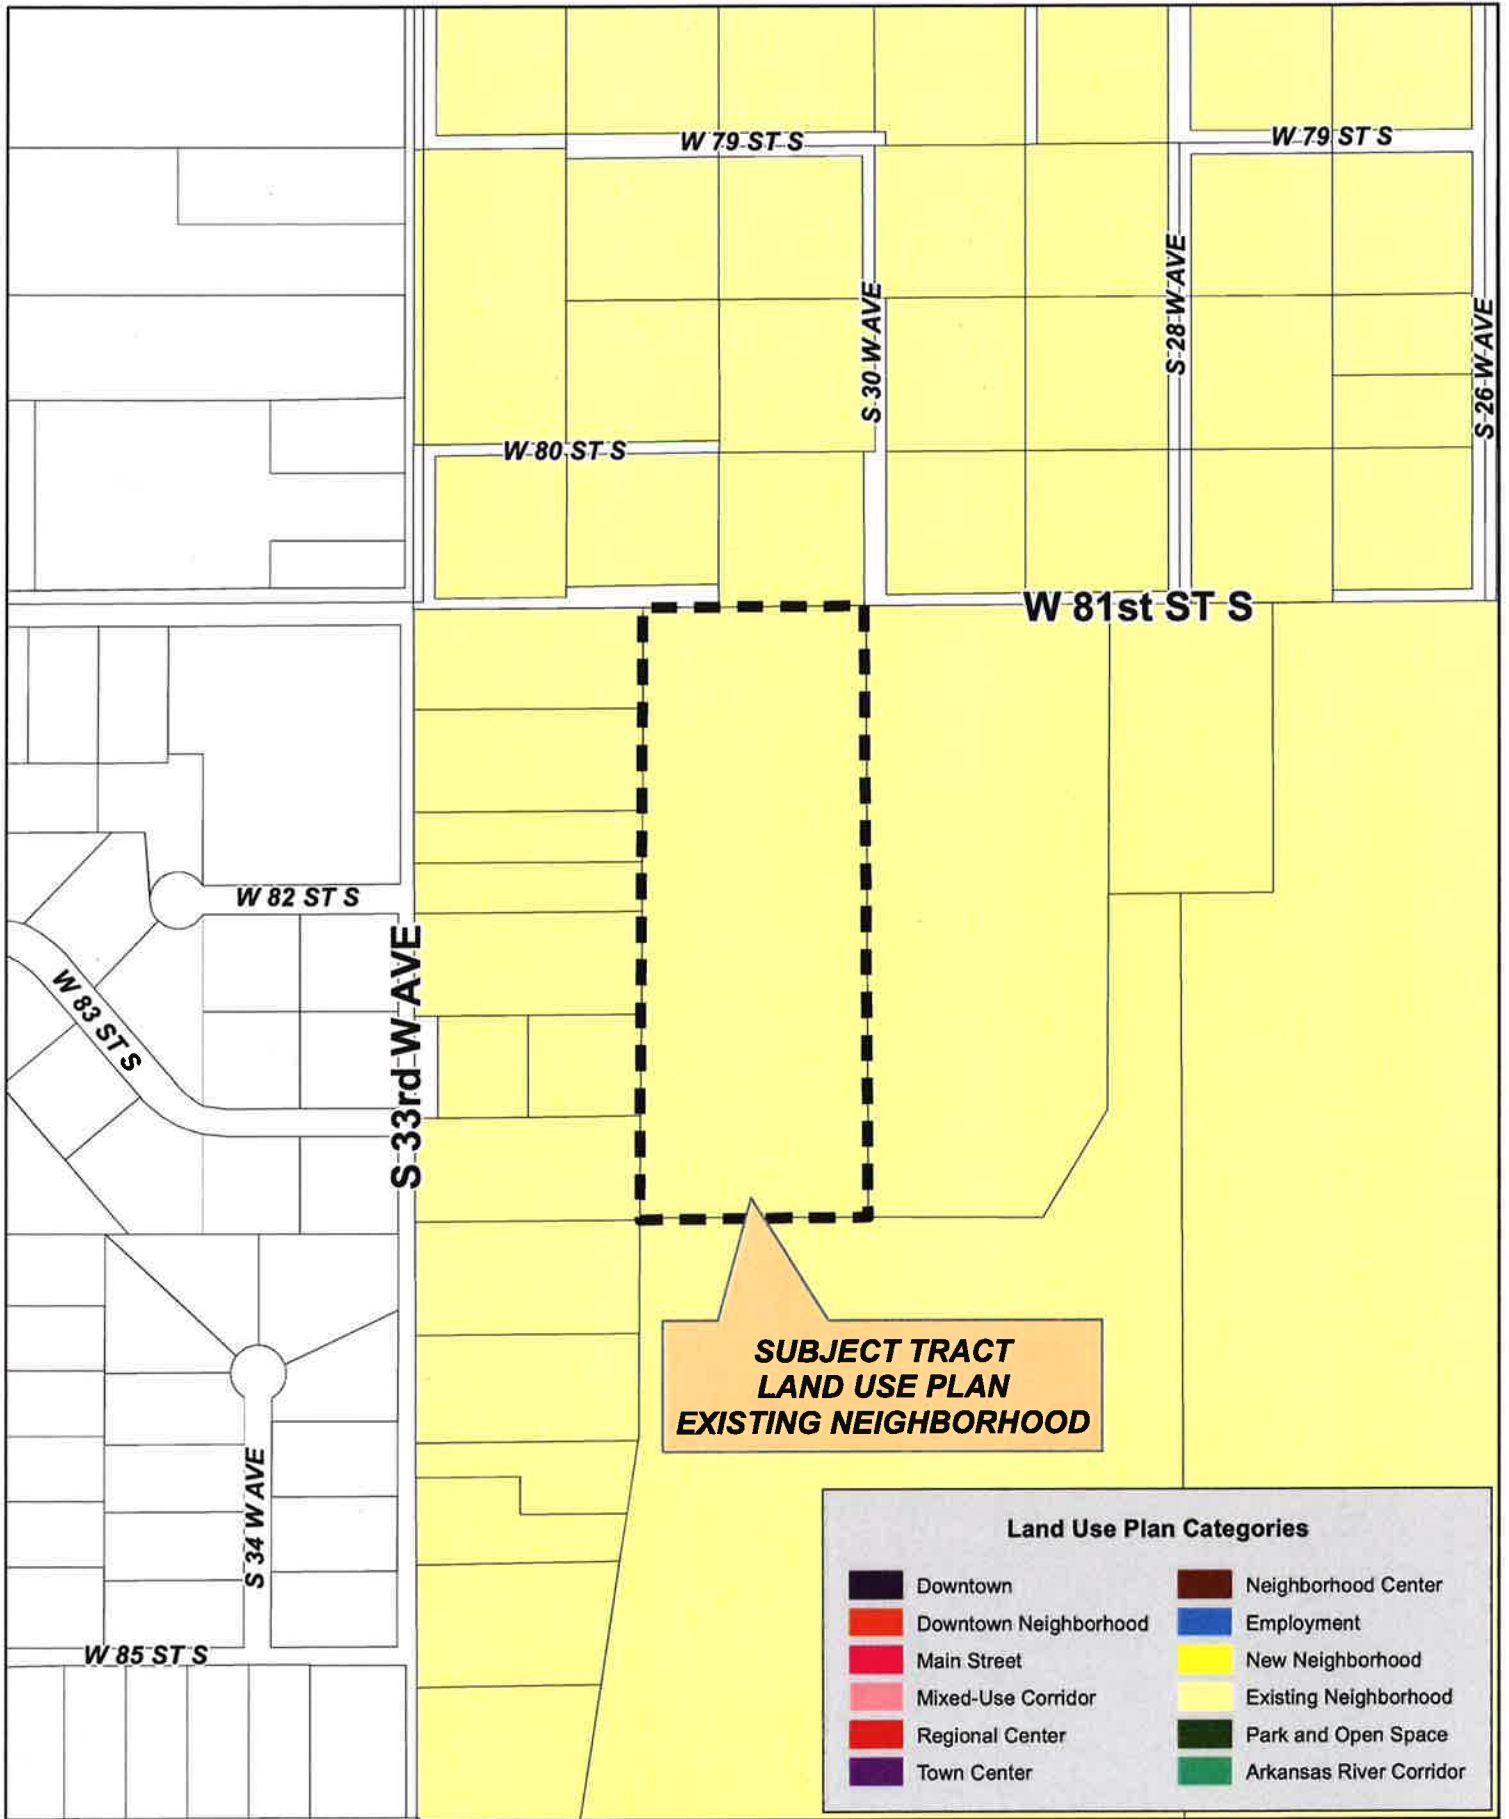 W 79 ST S
W 79 ST S
S 30 W AVE
S 28 W AVE
S 26 W AVE
W 80 ST S
W 81st ST S
W 82 ST S
S 33rd W AVE
W 83 ST S
SUBJECT TRACT
LAND USE PLAN
EXISTING NEIGHBORHOOD
S 34 W AVE
W 85 ST S
Land Use Plan Categories
Downtown
Downtown Neighborhood
Main Street
Mixed-Use Corridor
Regional Center
Town Center
Neighborhood Center
Employment
New Neighborhood
Existing Neighborhood
Park and Open Space
Arkansas River Corridor